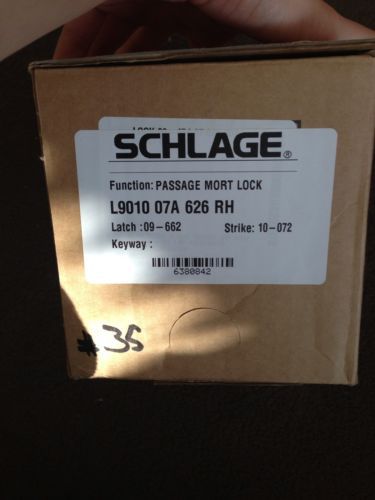 SCHLAGE®
Function: PASSAGE MORT LOCK
L9010 07A 626 RH
Latch :09-662 Strike: 10-072
Keyway :
6380842
#35